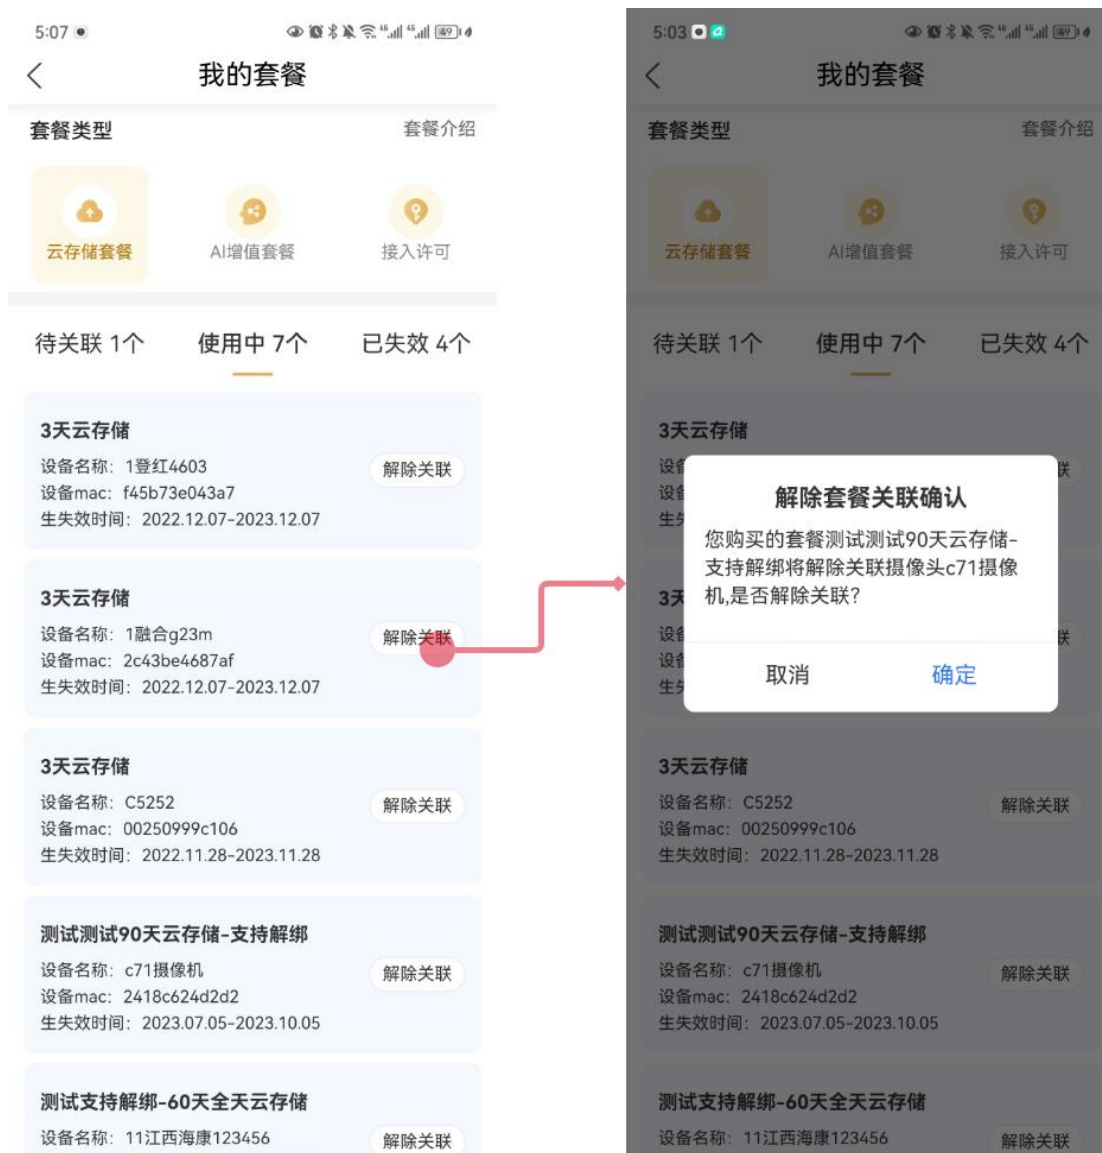 5:07
49
我的套餐
套餐类型
套餐介绍
云存储套餐
AI增值套餐
接入许可
待关联 1个
使用中 7个
已失效 4个
3天云存储
设备名称：1登红4603
设备mac：f45b73e043a7
生失效时间：2022.12.07-2023.12.07
解除关联
3天云存储
设备名称：1融合g23m
设备mac：2c43be4687af
生失效时间：2022.12.07-2023.12.07
解除关联
3天云存储
设备名称：C5252
设备mac：00250999c106
生失效时间：2022.11.28-2023.11.28
解除关联
测试测试90天云存储-支持解绑
设备名称：c71摄像机
设备mac：2418c624d2d2
生失效时间：2023.07.05-2023.10.05
解除关联
测试支持解绑-60天全天云存储
设备名称：11江西海康123456
解除关联
5:03
49
我的套餐
套餐类型
套餐介绍
云存储套餐
AI增值套餐
接入许可
待关联 1个
使用中 7个
已失效 4个
3天云存储
解除套餐关联确认
您购买的套餐测试测试90天云存储-
支持解绑将解除关联摄像头c71摄像
机,是否解除关联?
取消
确定
3天云存储
设备名称：C5252
设备mac：00250999c106
生失效时间：2022.11.28-2023.11.28
解除关联
测试测试90天云存储-支持解绑
设备名称：c71摄像机
设备mac：2418c624d2d2
生失效时间：2023.07.05-2023.10.05
解除关联
测试支持解绑-60天全天云存储
设备名称：11江西海康123456
解除关联